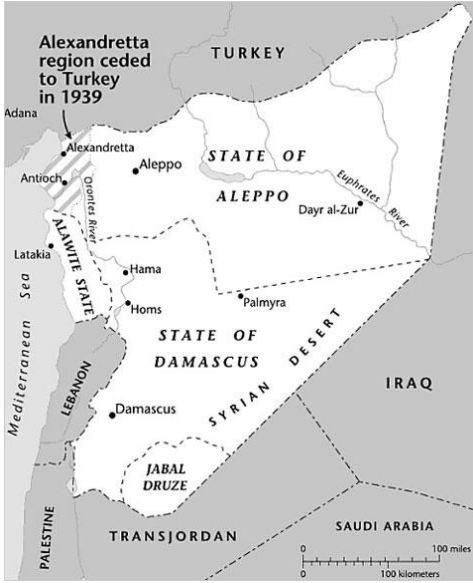 Alexandretta
region ceded
to Turkey
in 1939
TURKEY
Adana
Alexandretta
Aleppo
STATE OF
ALEPPO
Antioch
Orontes River
Euphrates River
Dayr al-Zur
ALAWITE STATE
Latakia
Hama
Homs
Palmyra
Mediterranean Sea
STATE OF
DAMASCUS
SYRIAN DESERT
IRAQ
LEBANON
Damascus
JABAL
DRUZE
PALESTINE
TRANSJORDAN
SAUDI ARABIA
0 100 miles
0 100 kilometers